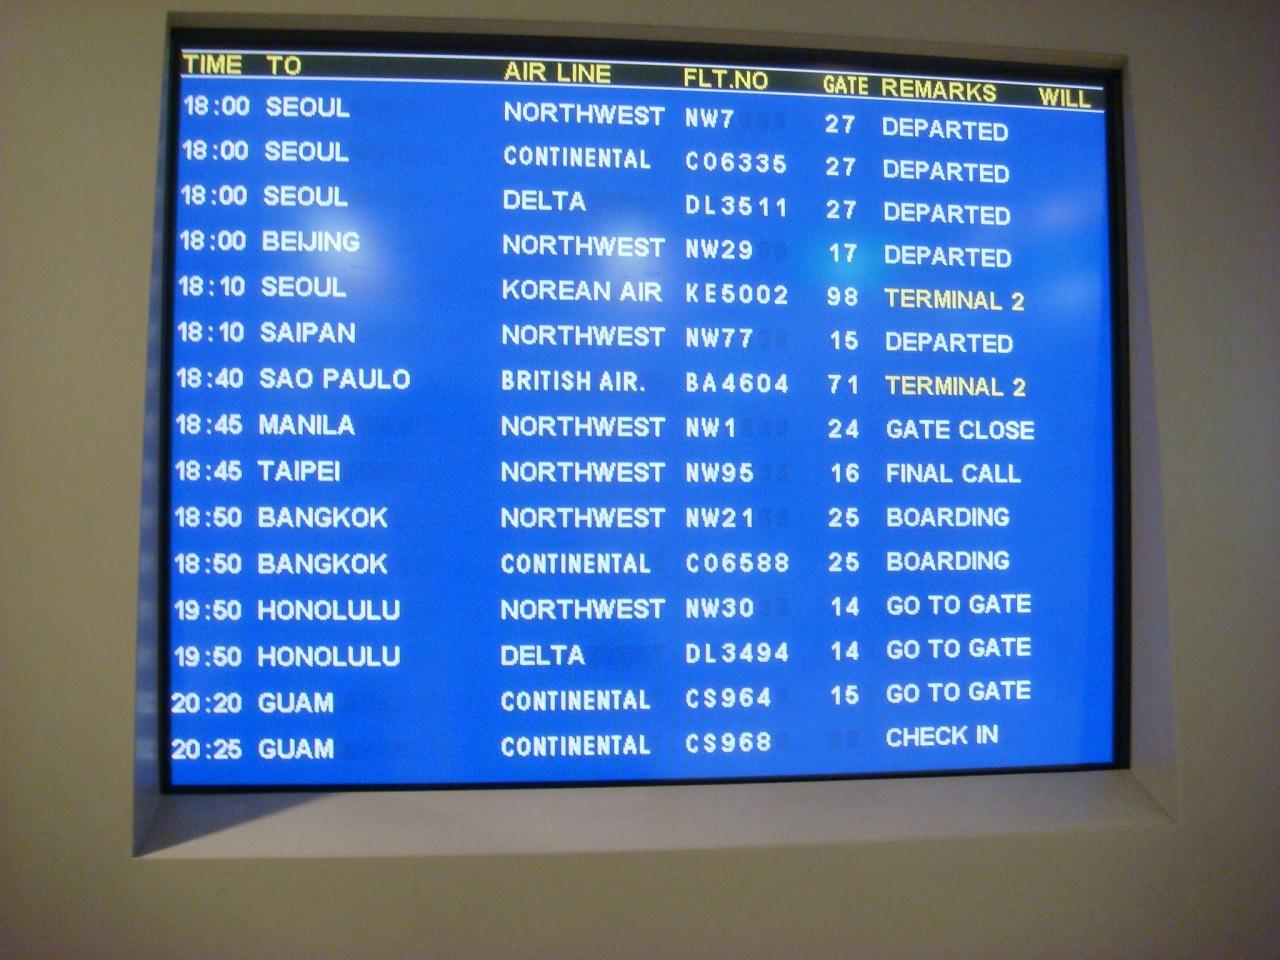 TIME TO AIR LINE FLT.NO GATE REMARKS WILL
18:00 SEOUL NORTHWEST NW7 27 DEPARTED
18:00 SEOUL CONTINENTAL CO6335 27 DEPARTED
18:00 SEOUL DELTA DL3511 27 DEPARTED
18:00 BEIJING NORTHWEST NW29 17 DEPARTED
18:10 SEOUL KOREAN AIR KE5002 98 TERMINAL 2
18:10 SAIPAN NORTHWEST NW77 15 DEPARTED
18:40 SAO PAULO BRITISH AIR. BA4604 71 TERMINAL 2
18:45 MANILA NORTHWEST NW1 24 GATE CLOSE
18:45 TAIPEI NORTHWEST NW95 16 FINAL CALL
18:50 BANGKOK NORTHWEST NW21 25 BOARDING
18:50 BANGKOK CONTINENTAL CO6588 25 BOARDING
19:50 HONOLULU NORTHWEST NW30 14 GO TO GATE
19:50 HONOLULU DELTA DL3494 14 GO TO GATE
20:20 GUAM CONTINENTAL CS964 15 GO TO GATE
20:25 GUAM CONTINENTAL CS968 CHECK IN